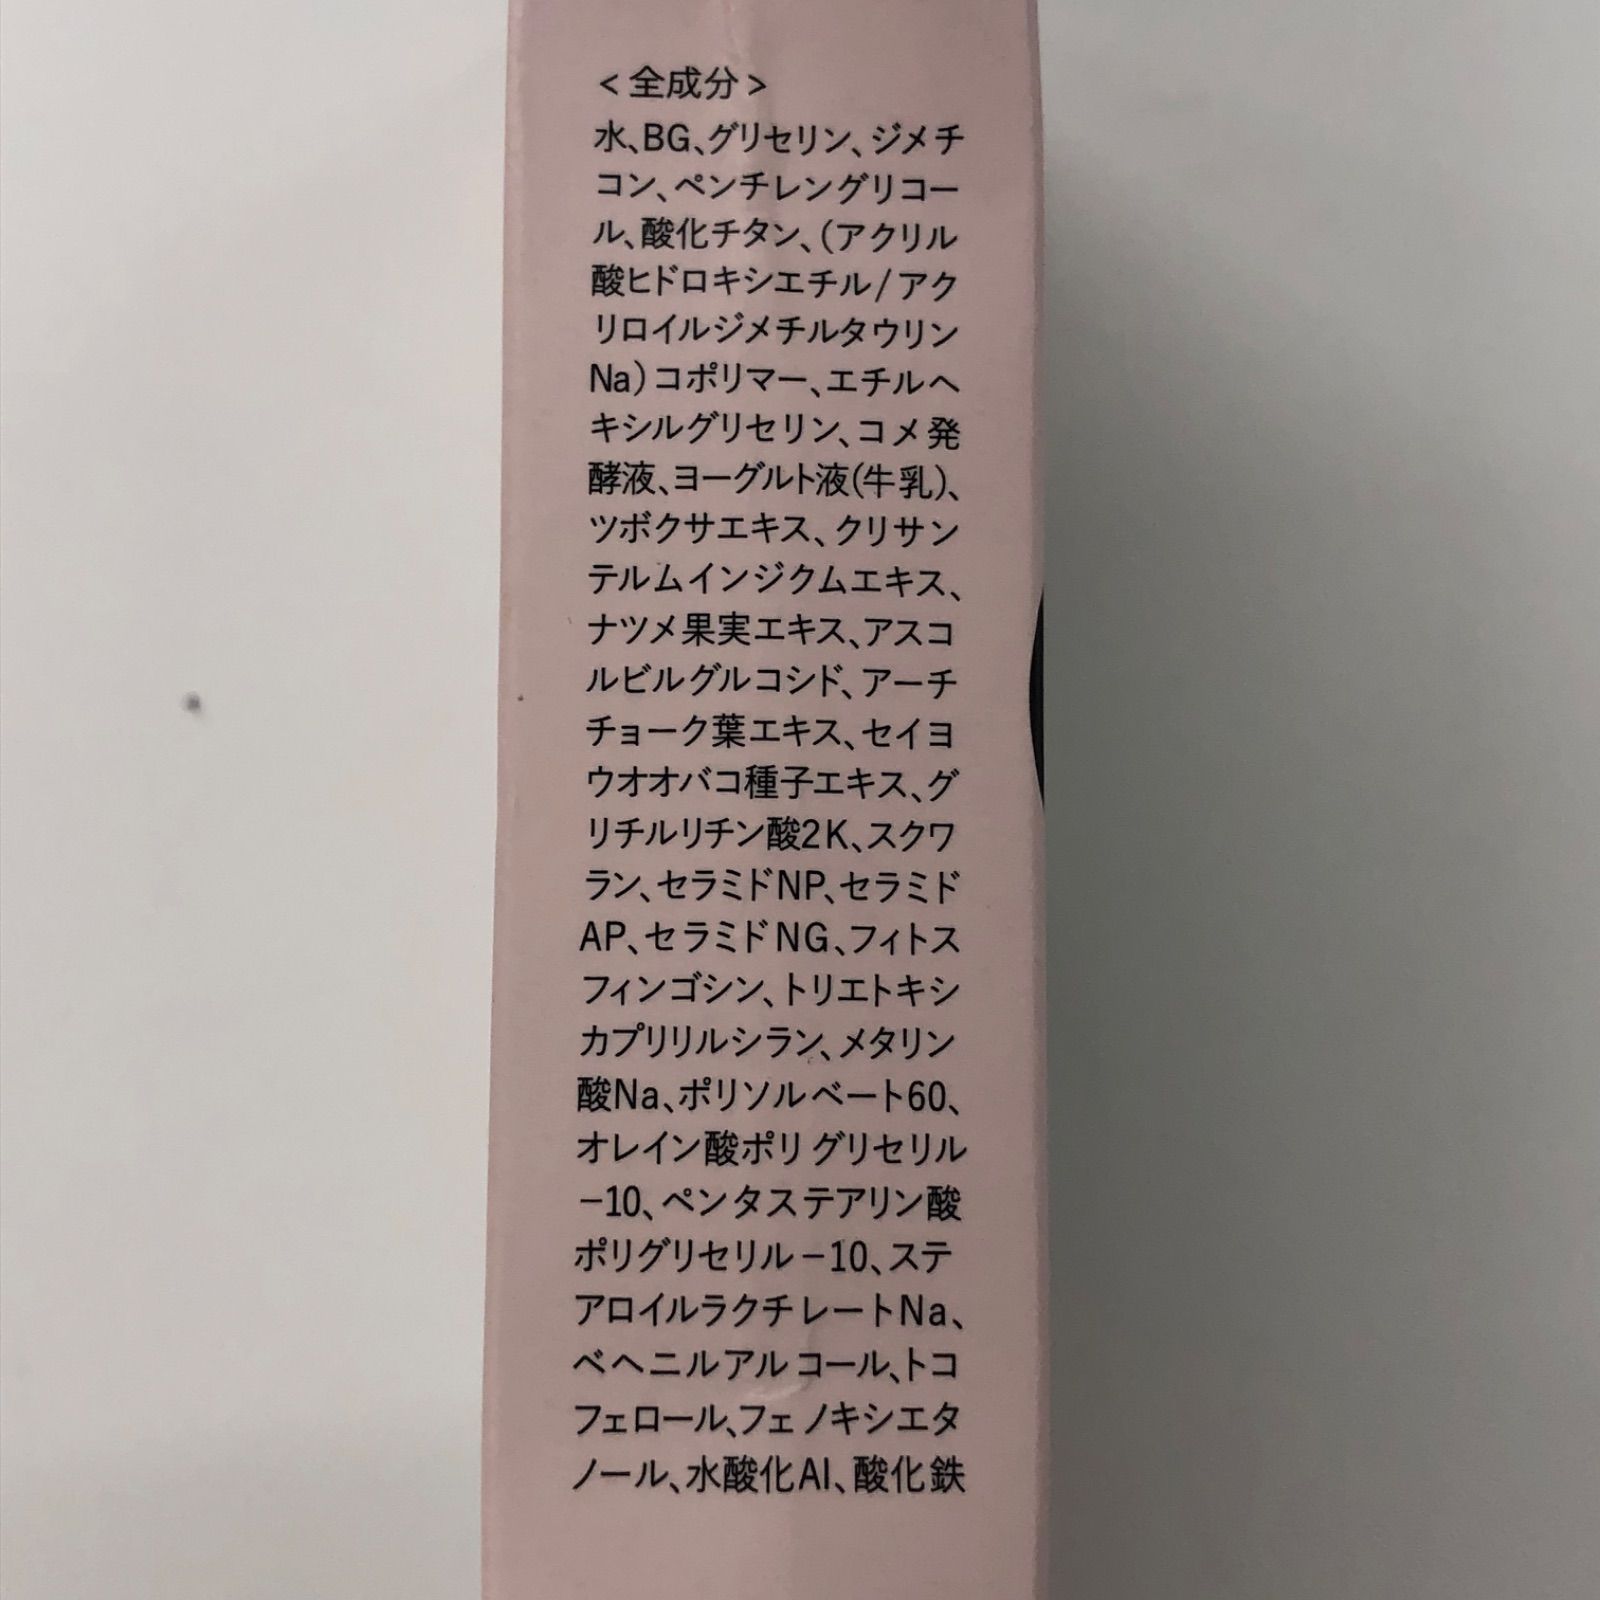 <全成分>
水、BG、グリセリン、ジメチ
コン、ペンチレングリコー
ル、酸化チタン、(アクリル
酸ヒドロキシエチル/アク
リロイルジメチルタウリン
Na)コポリマー、エチルヘ
キシルグリセリン、コメ発
酵液、ヨーグルト液(牛乳)、
ツボクサエキス、クリサン
テルムインジクムエキス、
ナツメ果実エキス、アスコ
ルビルグルコシド、アーチ
チョーク葉エキス、セイヨ
ウオオバコ種子エキス、グ
リチルリチン酸2K、スクワ
ラン、セラミドNP、セラミド
AP、セラミドNG、フィトス
フィンゴシン、トリエトキシ
カプリリルシラン、メタリン
酸Na、ポリソルベート60、
オレイン酸ポリグリセリル
-10、ペンタステアリン酸
ポリグリセリル-10、ステ
アロイルラクチレートNa、
ベヘニルアルコール、トコ
フェロール、フェノキシエタ
ノール、水酸化Al、酸化鉄